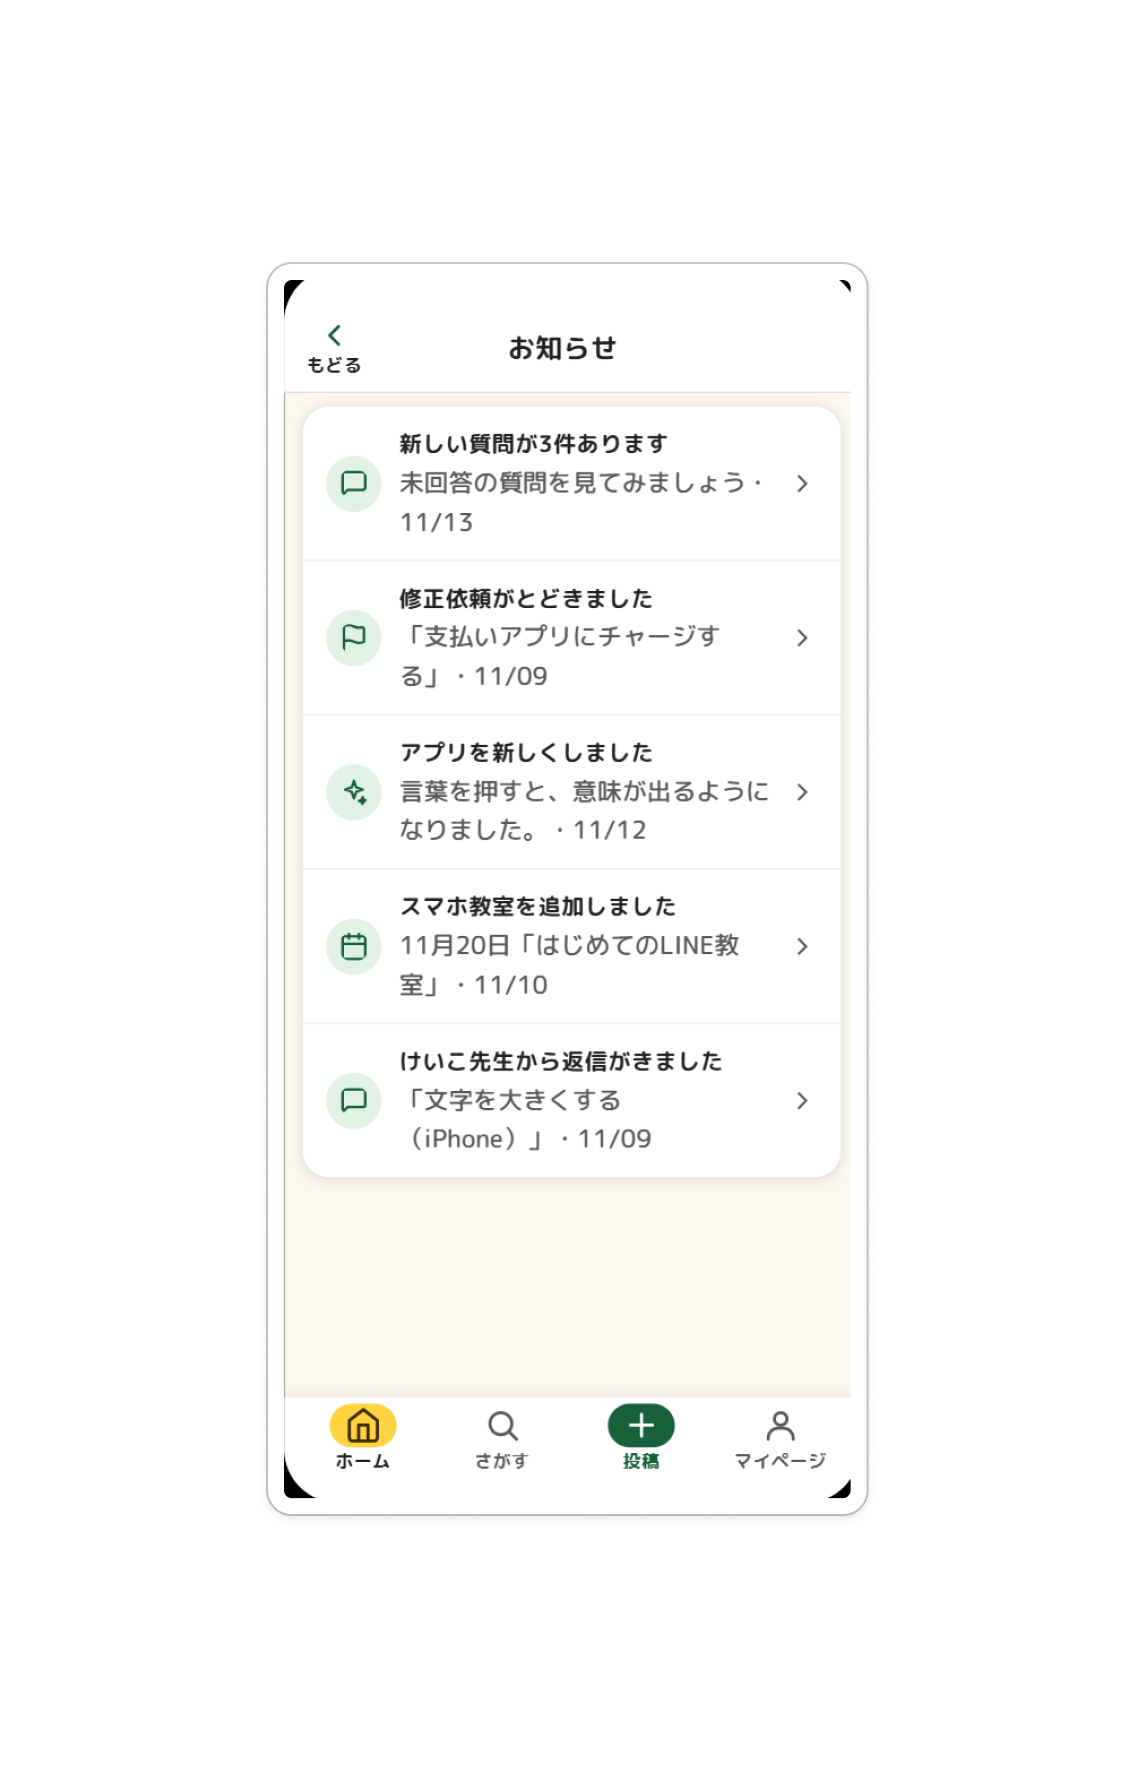 もどる
お知らせ
新しい質問が3件あります
未回答の質問を見てみましょう・
11/13
修正依頼がとどきました
「支払いアプリにチャージす
る」・11/09
アプリを新しくしました
言葉を押すと、意味が出るように
なりました。・11/12
スマホ教室を追加しました
11月20日「はじめてのLINE教
室」・11/10
けいこ先生から返信がきました
「文字を大きくする
（iPhone）」・11/09
ホーム
さがす
投稿
マイページ